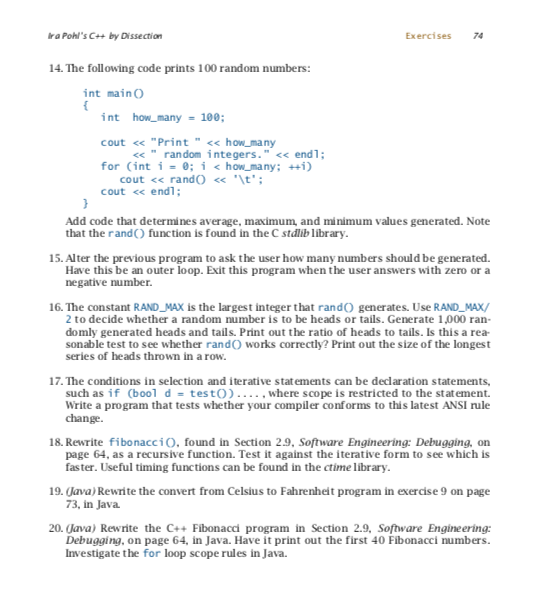 Ira Pohl's C++ by Dissection Exercises 74
14. The following code prints 100 random numbers:
int main()
{
int how_many = 100;
cout << "Print " << how_many
<< " random integers." << endl;
for (int i = 0; i < how_many; ++i)
cout << rand() << '\t';
cout << endl;
}
Add code that determines average, maximum, and minimum values generated. Note
that the rand() function is found in the C stdlib library.
15. Alter the previous program to ask the user how many numbers should be generated.
Have this be an outer loop. Exit this program when the user answers with zero or a
negative number.
16. The constant RAND_MAX is the largest integer that rand() generates. Use RAND_MAX/
2 to decide whether a random number is to be heads or tails. Generate 1,000 ran-
domly generated heads and tails. Print out the ratio of heads to tails. Is this a rea-
sonable test to see whether rand() works correctly? Print out the size of the longest
series of heads thrown in a row.
17. The conditions in selection and iterative statements can be declaration statements,
such as if (bool d = test())...., where scope is restricted to the statement.
Write a program that tests whether your compiler conforms to this latest ANSI rule
change.
18. Rewrite fibonacci(), found in Section 2.9, Software Engineering: Debugging, on
page 64, as a recursive function. Test it against the iterative form to see which is
faster. Useful timing functions can be found in the ctime library.
19. (Java) Rewrite the convert from Celsius to Fahrenheit program in exercise 9 on page
73, in Java.
20. (Java) Rewrite the C++ Fibonacci program in Section 2.9, Software Engineering:
Debugging, on page 64, in Java. Have it print out the first 40 Fibonacci numbers.
Investigate the for loop scope rules in Java.